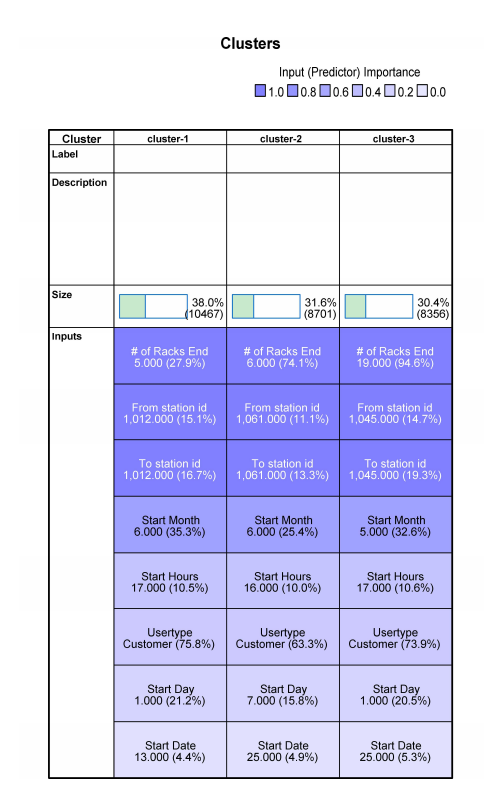 Clusters
Input (Predictor) Importance
1.0 0.8 0.6 0.4 0.2 0.0
Cluster cluster-1 cluster-2 cluster-3
Label
Description
Size
38.0% 31.6% 30.4%
(10467) (8701) (8356)
Inputs
# of Racks End # of Racks End # of Racks End
5.000 (27.9%) 6.000 (74.1%) 19.000 (94.6%)
From station id From station id From station id
1,012.000 (15.1%) 1,061.000 (11.1%) 1,045.000 (14.7%)
To station id To station id To station id
1,012.000 (16.7%) 1,061.000 (13.3%) 1,045.000 (19.3%)
Start Month Start Month Start Month
6.000 (35.3%) 6.000 (25.4%) 5.000 (32.6%)
Start Hours Start Hours Start Hours
17.000 (10.5%) 16.000 (10.0%) 17.000 (10.6%)
Usertype Usertype Usertype
Customer (75.8%) Customer (63.3%) Customer (73.9%)
Start Day Start Day Start Day
1.000 (21.2%) 7.000 (15.8%) 1.000 (20.5%)
Start Date Start Date Start Date
13.000 (4.4%) 25.000 (4.9%) 25.000 (5.3%)